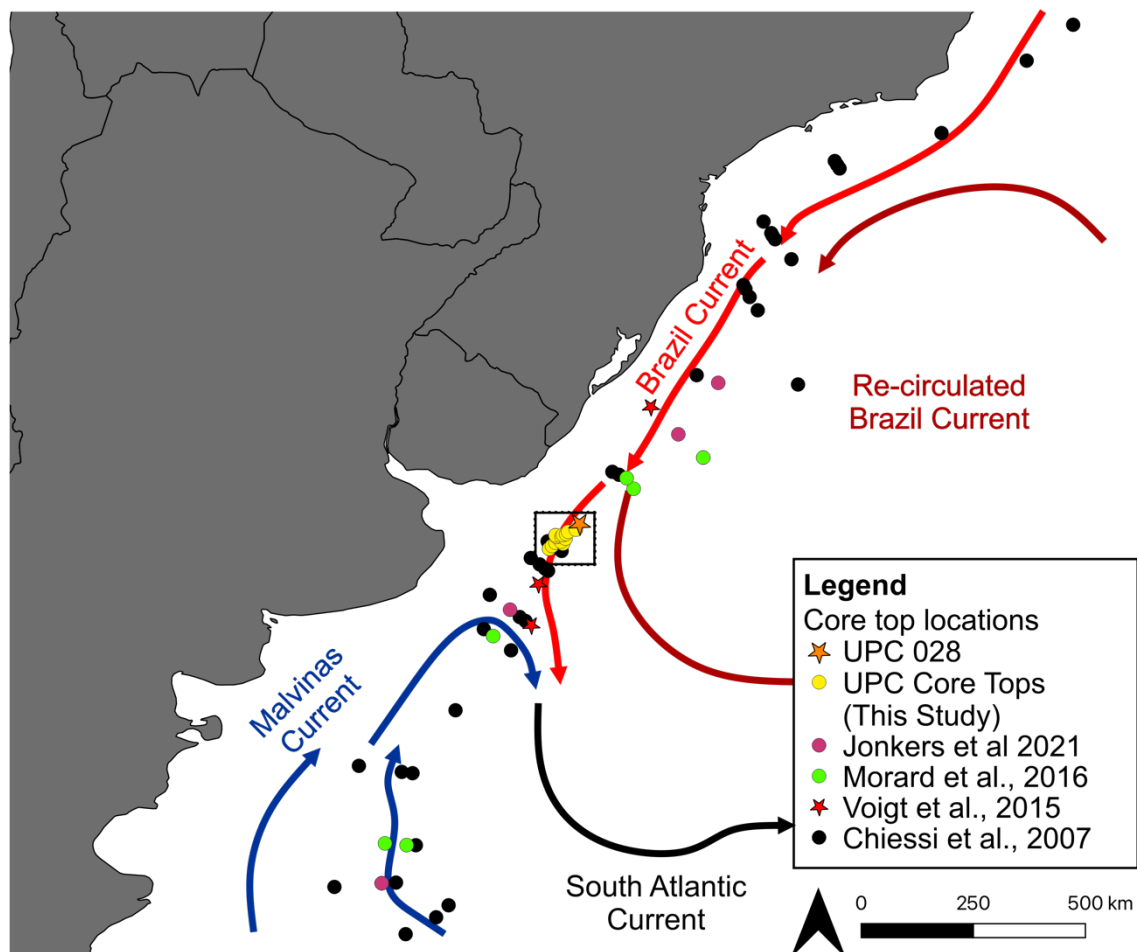 Brazil Current
Re-circulated
Brazil Current
Malvinas
Current
South Atlantic
Current
Legend
Core top locations
UPC 028
UPC Core Tops
(This Study)
Jonkers et al 2021
Morard et al., 2016
Voigt et al., 2015
Chiessi et al., 2007
0 250 500 km